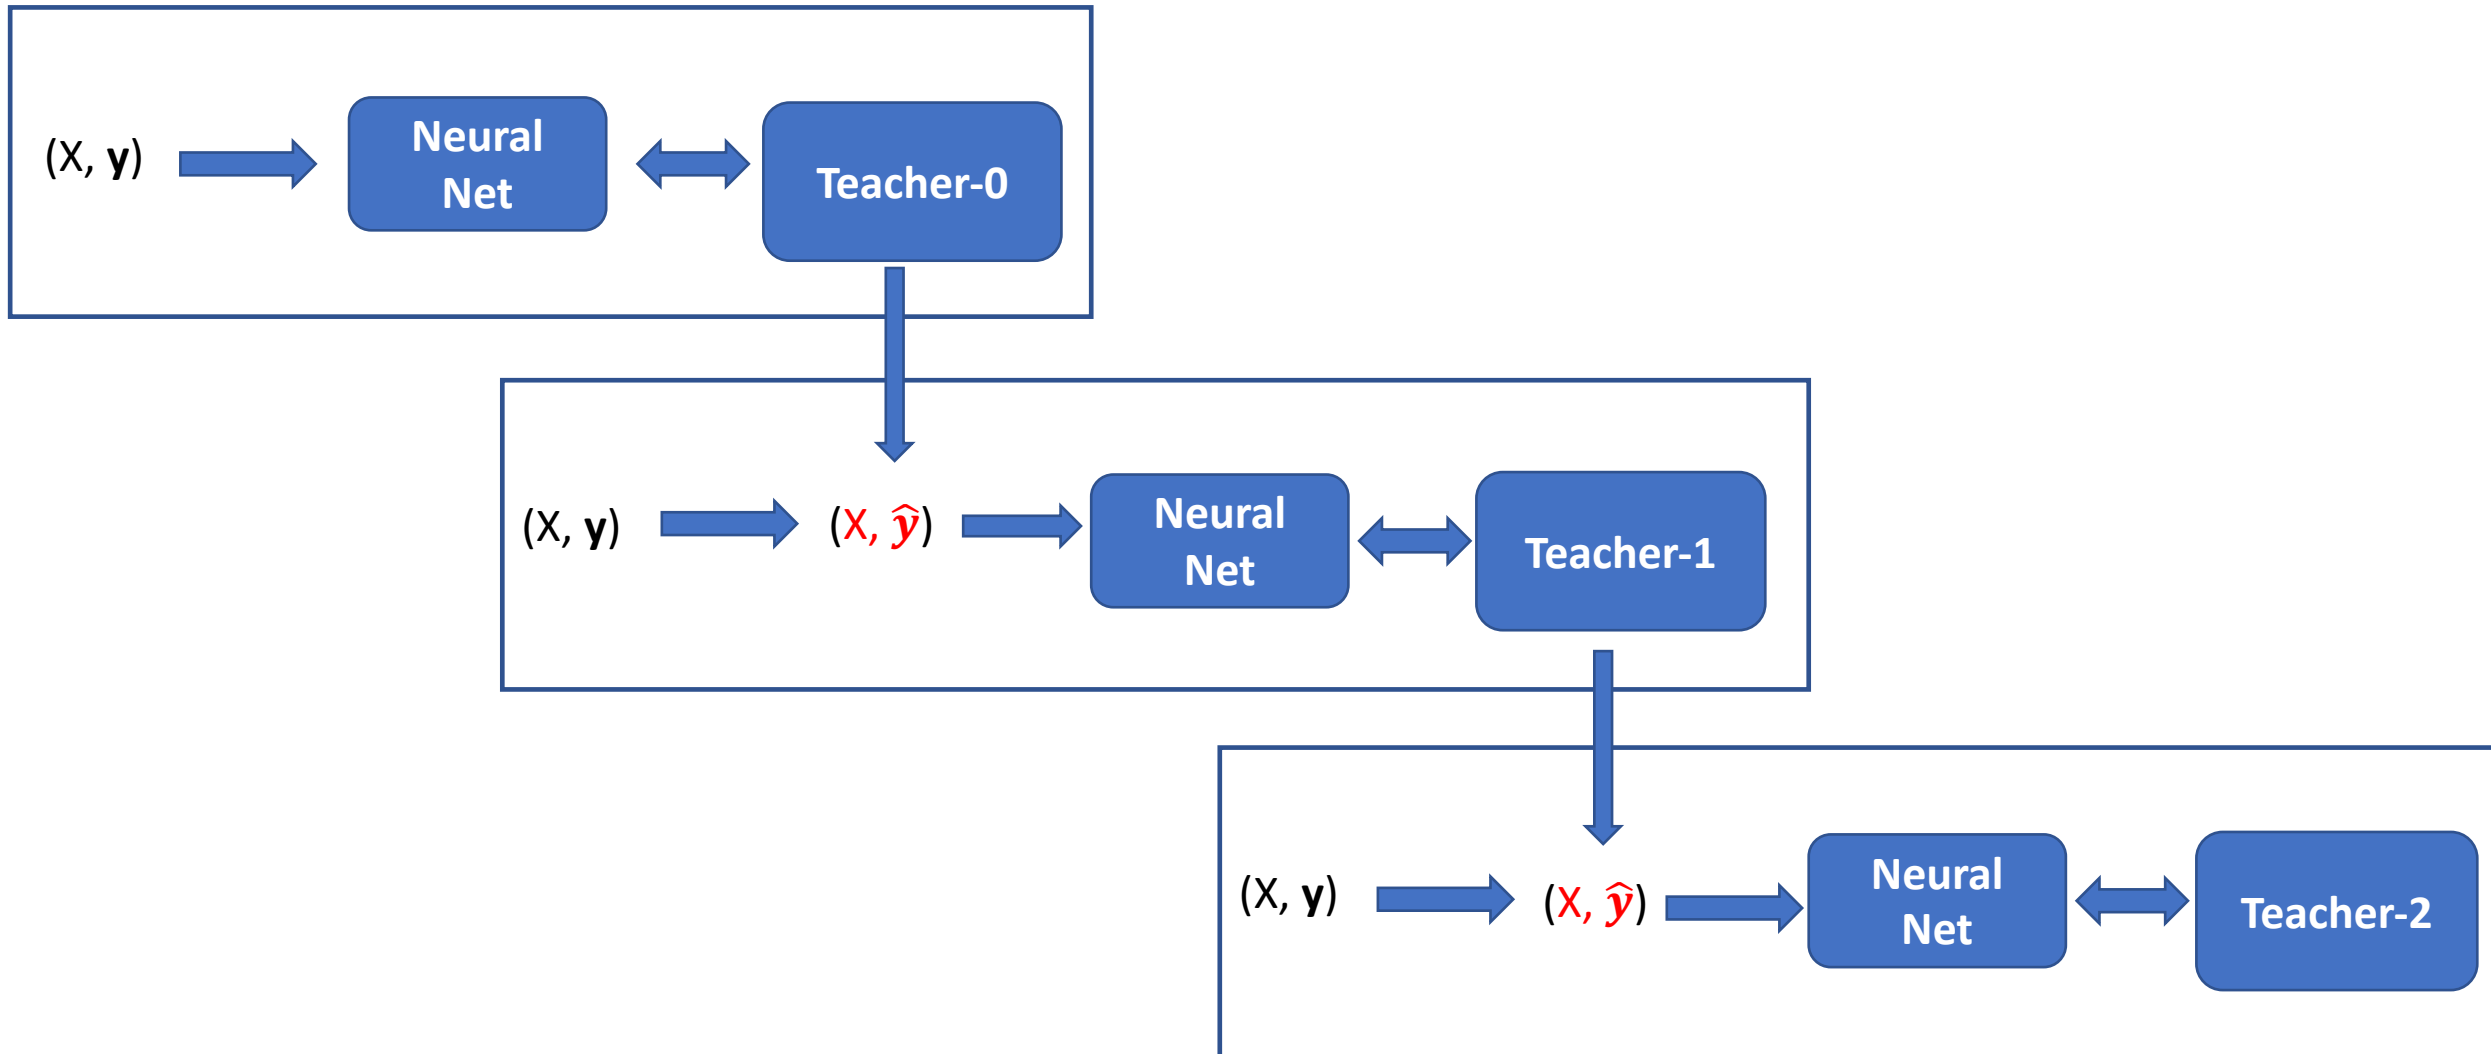 (X, y)
Neural
Net
Teacher-0
(X, y)
(X, ŷ)
Neural
Net
Teacher-1
(X, y)
(X, ŷ)
Neural
Net
Teacher-2